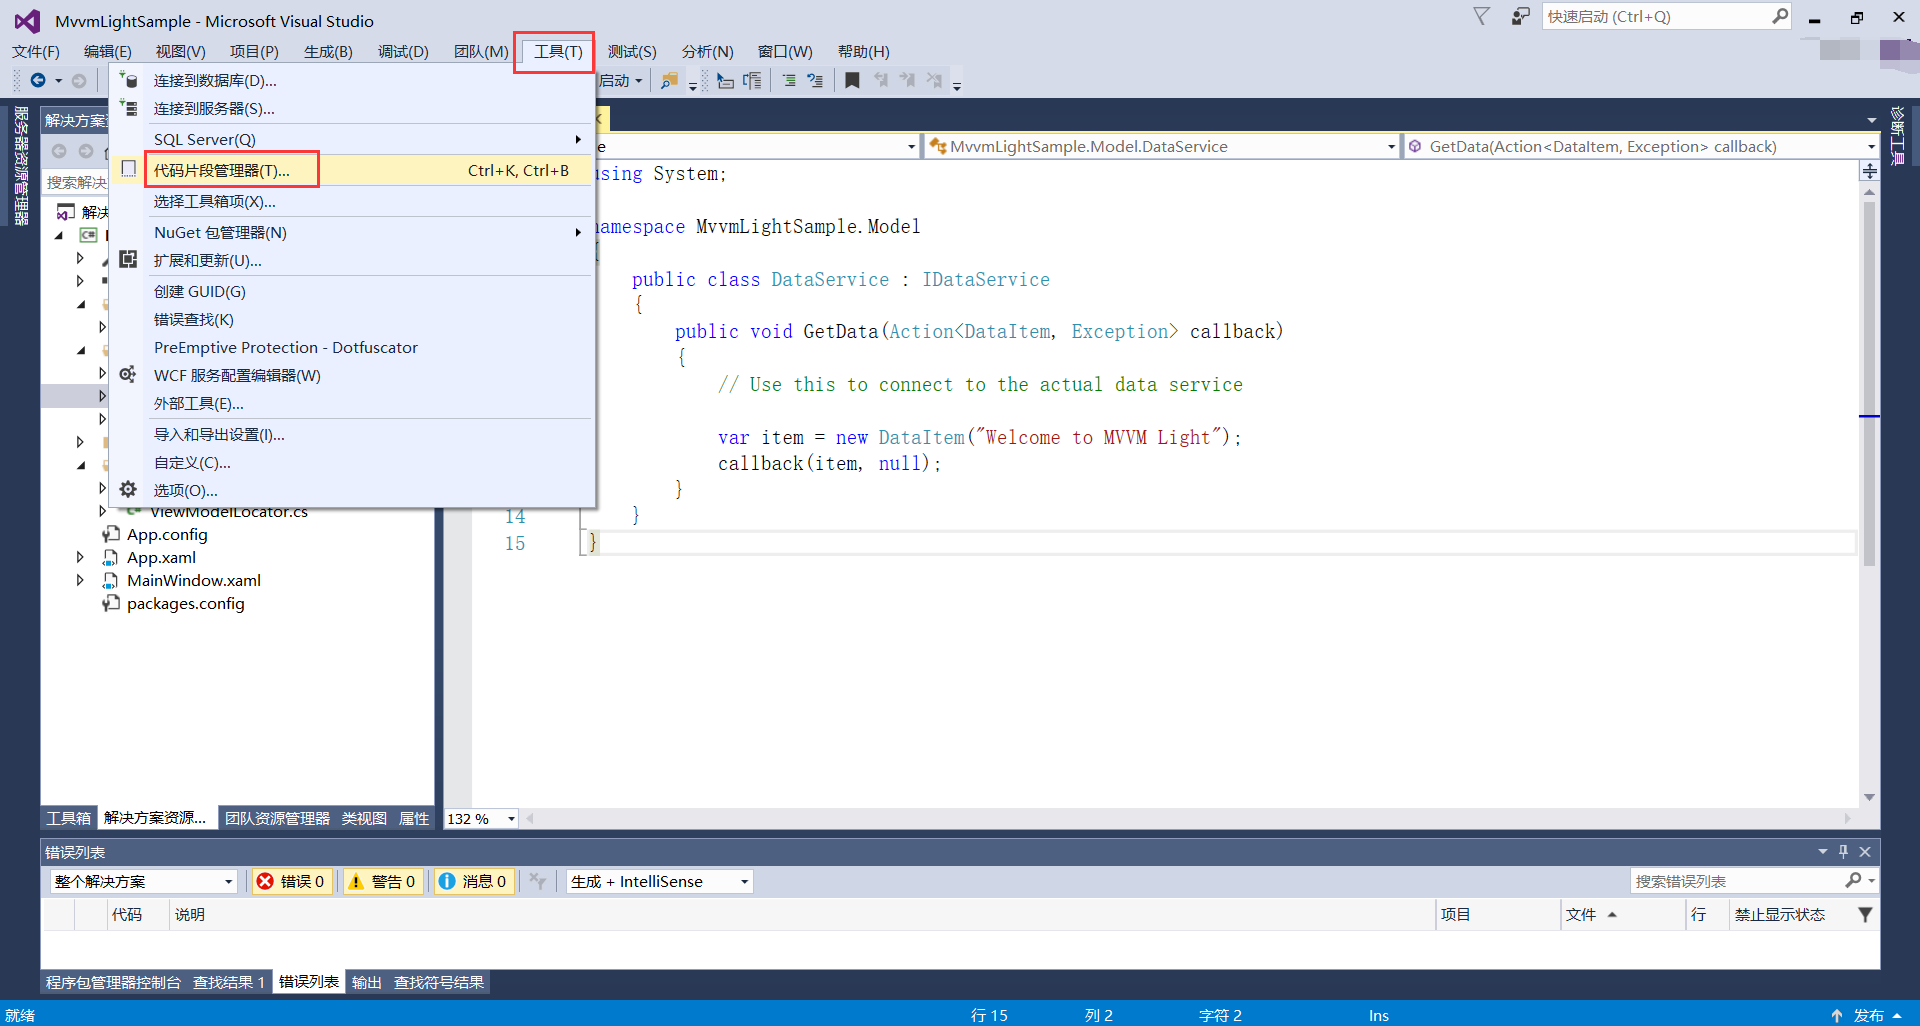 MvvmLightSample - Microsoft Visual Studio
快速启动 (Ctrl+Q)
文件(F) 编辑(E) 视图(V) 项目(P) 生成(B) 调试(D) 团队(M) 工具(T) 测试(S) 分析(N) 窗口(W) 帮助(H)
启动
连接到数据库(D)...
连接到服务器(S)...
SQL Server(Q)
代码片段管理器(T)... Ctrl+K, Ctrl+B
选择工具箱项(X)...
NuGet 包管理器(N)
扩展和更新(U)...
创建 GUID(G)
错误查找(K)
PreEmptive Protection - Dotfuscator
WCF 服务配置编辑器(W)
外部工具(E)...
导入和导出设置(I)...
自定义(C)...
选项(O)...
服务器资源管理器
解决方案
搜索解决
解决
ViewModelLocator.cs
App.config
App.xaml
MainWindow.xaml
packages.config
工具箱 解决方案资源... 团队资源管理器 类视图 属性
诊断工具
e MvvmLightSample.Model.DataService GetData(Action<DataItem, Exception> callback)
using System;
namespace MvvmLightSample.Model
{
public class DataService : IDataService
{
public void GetData(Action<DataItem, Exception> callback)
{
// Use this to connect to the actual data service
var item = new DataItem("Welcome to MVVM Light");
callback(item, null);
}
14 }
15 }
132 %
错误列表
整个解决方案 错误 0 警告 0 消息 0 生成 + IntelliSense 搜索错误列表
代码 说明 项目 文件 行 禁止显示状态
程序包管理器控制台 查找结果 1 错误列表 输出 查找符号结果
就绪 行 15 列 2 字符 2 Ins 发布